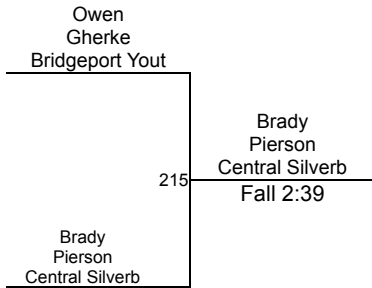 Owen
Gherke
Bridgeport Yout
Brady
Pierson
Central Silverb
215
Fall 2:39
Brady
Pierson
Central Silverb